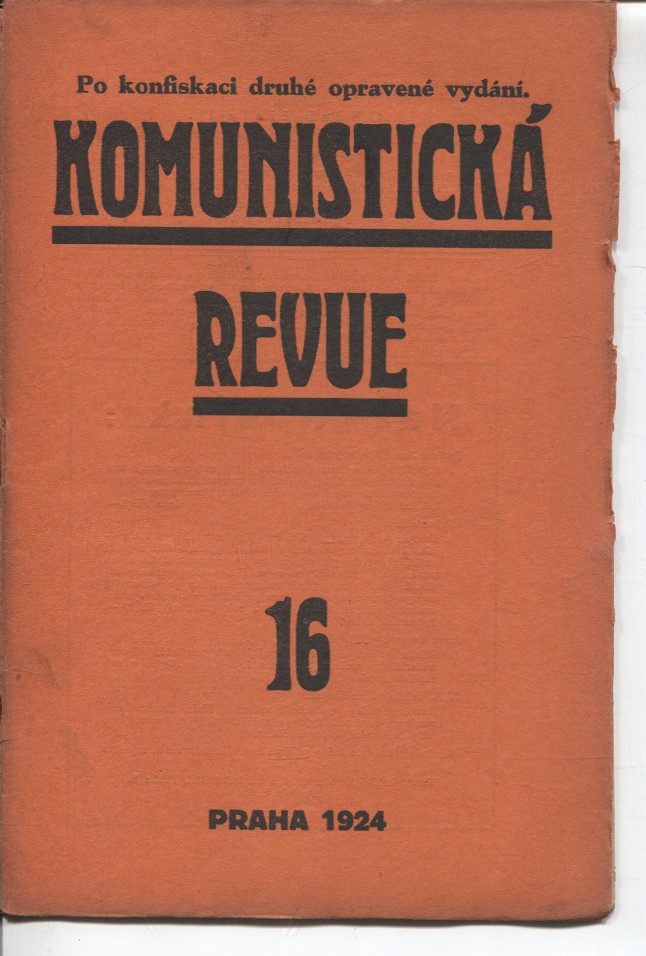 Po konfiskaci druhé opravené vydání.
KOMUNISTICKÁ
REVUE
16
PRAHA 1924